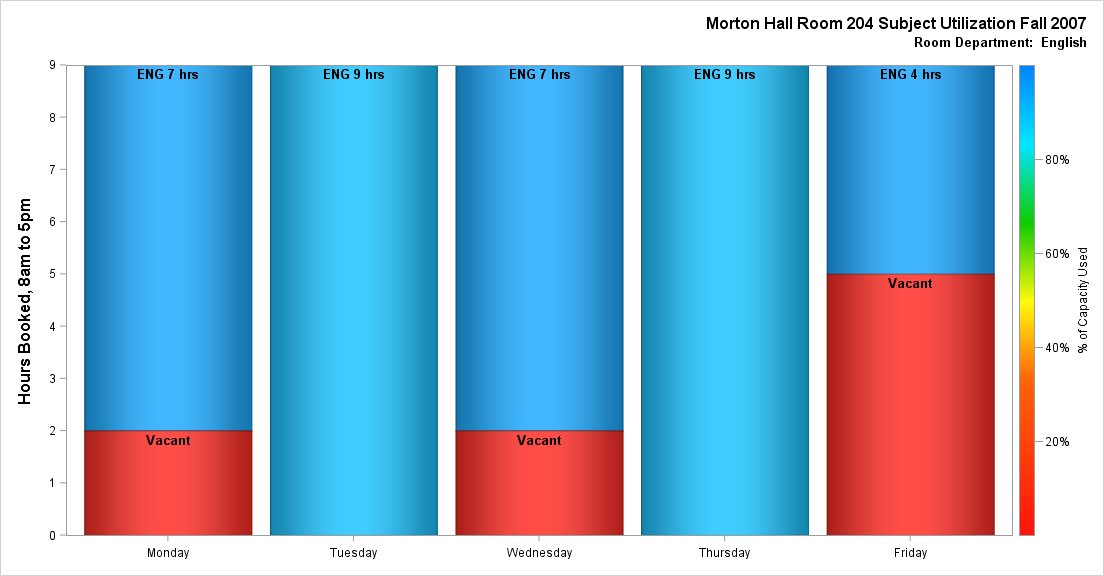 Morton Hall Room 204 Subject Utilization Fall 2007
Room Department:  English
Hours Booked, 8am to 5pm
9
8
7
6
5
4
3
2
1
0
ENG 7 hrs
ENG 9 hrs
ENG 7 hrs
ENG 9 hrs
ENG 4 hrs
Vacant
Vacant
Vacant
Monday
Tuesday
Wednesday
Thursday
Friday
80%
60%
40%
20%
% of Capacity Used